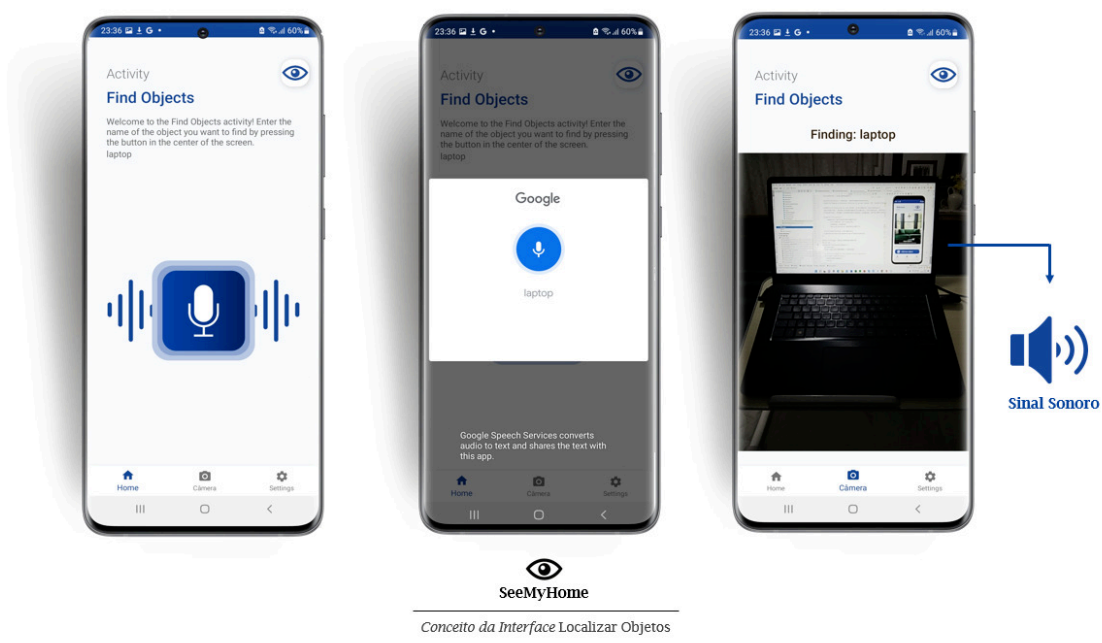 23:36 G • 60%
Activity
Find Objects
Welcome to the Find Objects activity! Enter the
name of the object you want to find by pressing
the button in the center of the screen.
laptop
Home Câmera Settings
23:36 G • 60%
Activity
Find Objects
Welcome to the Find Objects activity! Enter the
name of the object you want to find by pressing
the button in the center of the screen.
laptop
Google
laptop
Google Speech Services converts
audio to text and shares the text with
this app.
Home Câmera Settings
23:36 G • 60%
Activity
Find Objects
Finding: laptop
Home Câmera Settings
Sinal Sonoro
SeeMyHome
Conceito da Interface Localizar Objetos